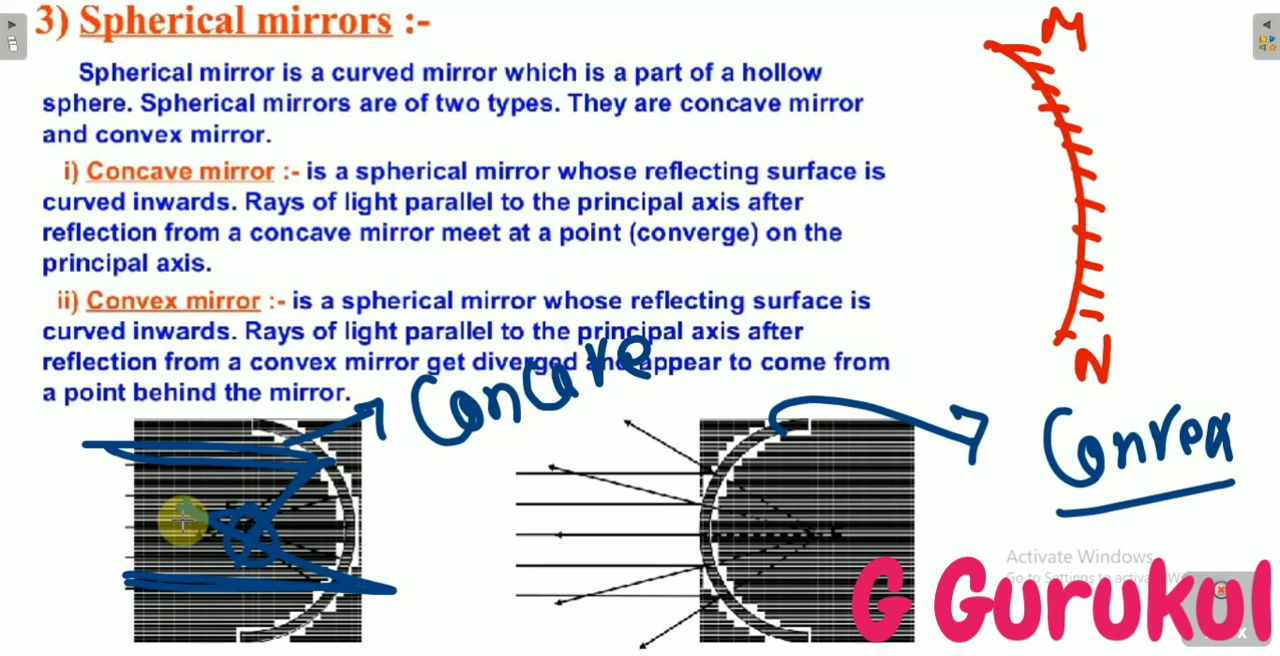 3) Spherical mirrors :-
Spherical mirror is a curved mirror which is a part of a hollow
sphere. Spherical mirrors are of two types. They are concave mirror
and convex mirror.
i) Concave mirror :- is a spherical mirror whose reflecting surface is
curved inwards. Rays of light parallel to the principal axis after
reflection from a concave mirror meet at a point (converge) on the
principal axis.
ii) Convex mirror :- is a spherical mirror whose reflecting surface is
curved inwards. Rays of light parallel to the principal axis after
reflection from a convex mirror get diverged and appear to come from
a point behind the mirror.
Concave
Convex
Activate Windows
Go to Settings to activate
G Gurukul